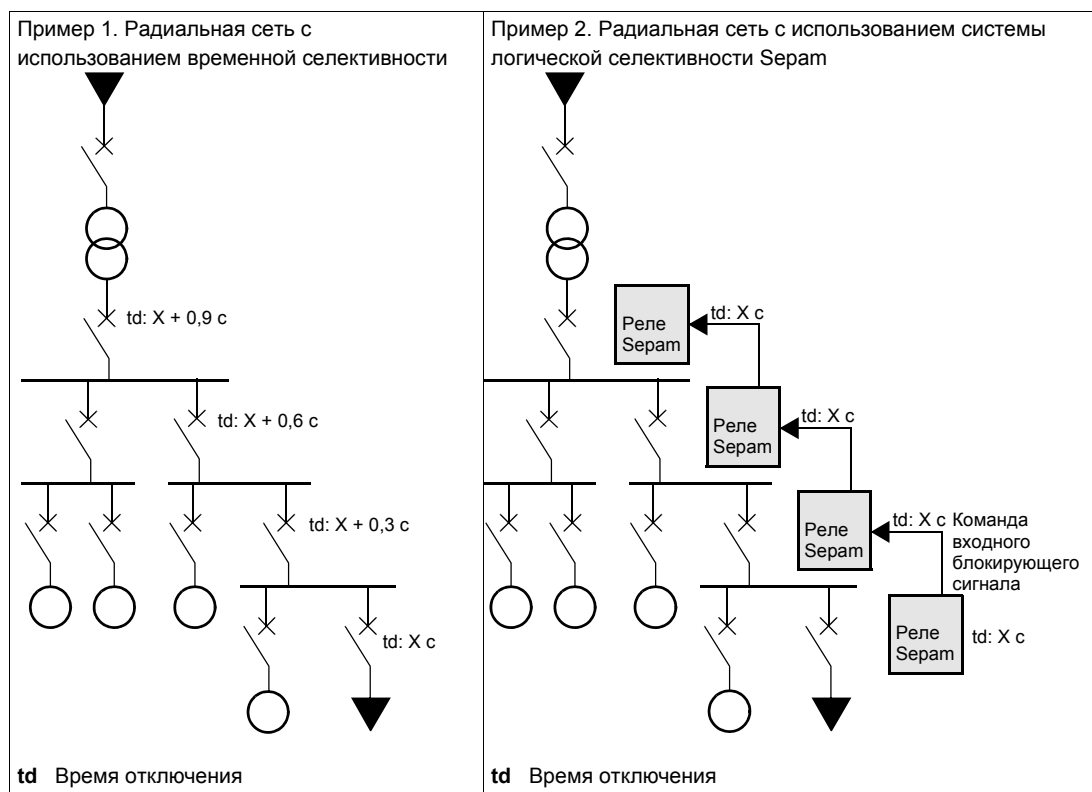 Пример 1. Радиальная сеть с
использованием временной селективности
td: X + 0,9 с
td: X + 0,6 с
td: X + 0,3 с
td: X с
td Время отключения
Пример 2. Радиальная сеть с использованием системы
логической селективности Sepam
Реле
Sepam
td: X с
Реле
Sepam
td: X с
Реле
Sepam
td: X с Команда
входного
блокирующего
сигнала
Реле
Sepam
td: X с
td Время отключения